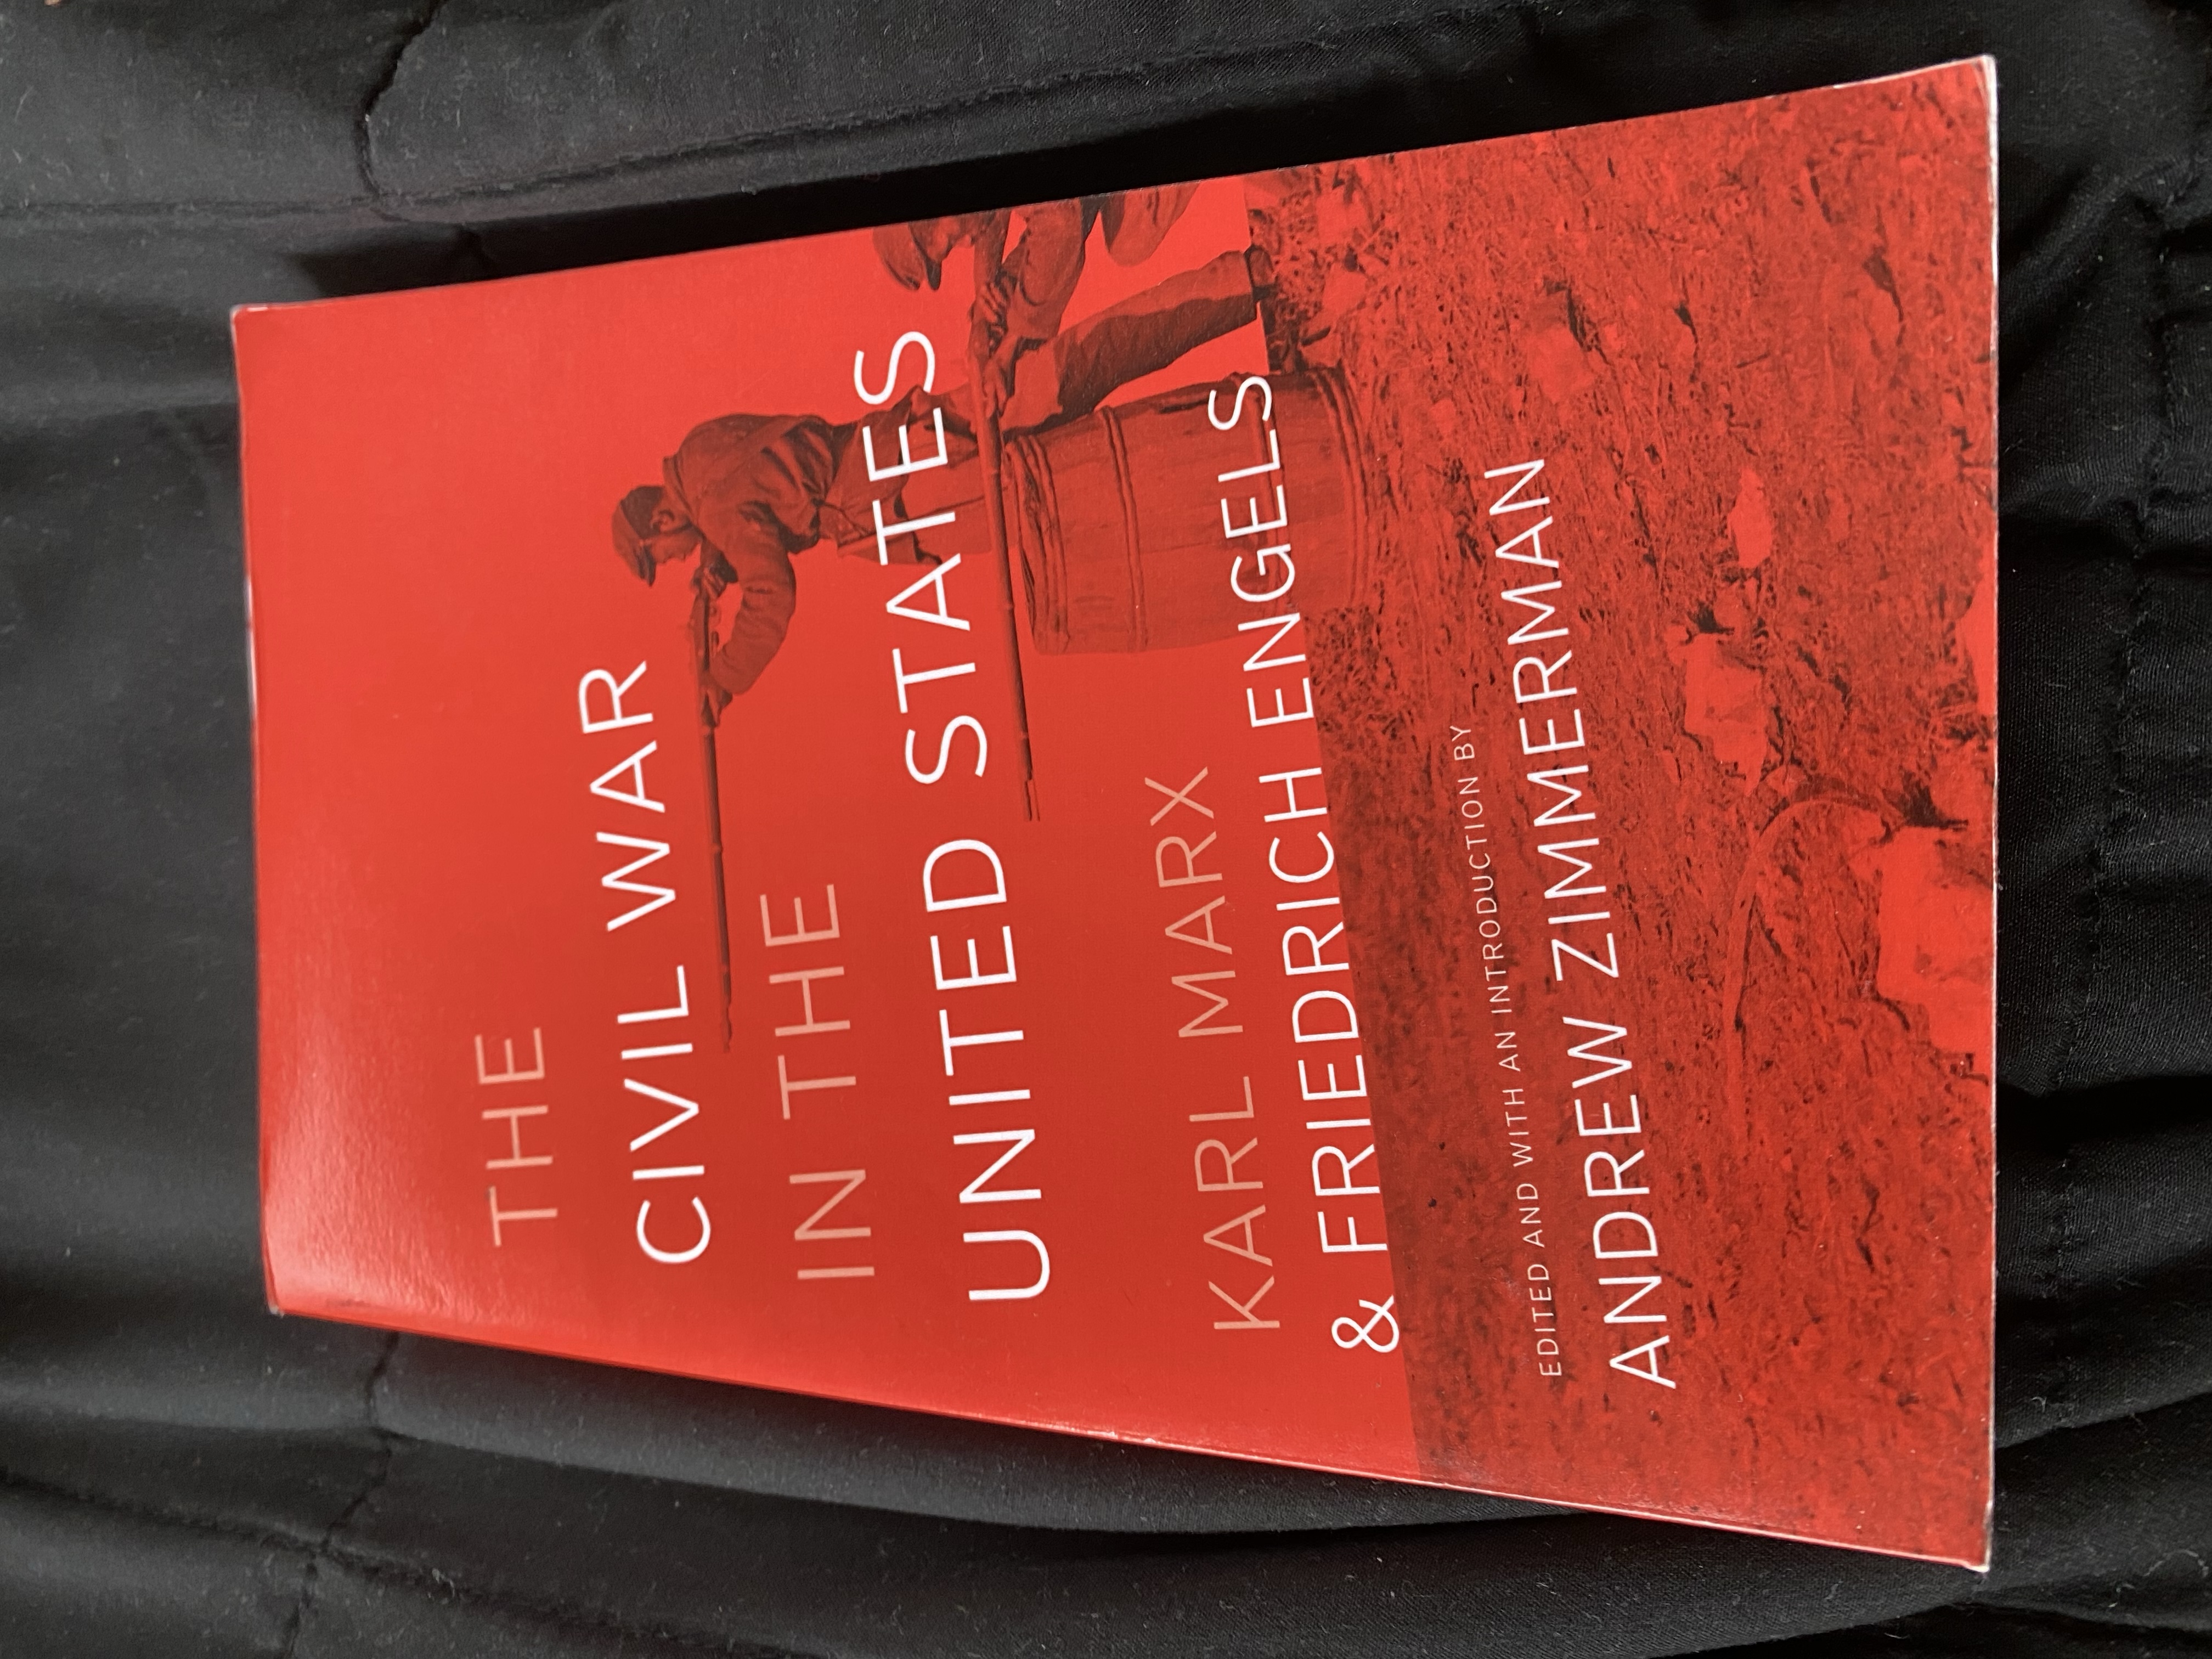 THE
CIVIL WAR
IN THE
UNITED STATES
KARL MARX
& FRIEDRICH ENGELS
EDITED AND WITH AN INTRODUCTION BY
ANDREW ZIMMERMAN